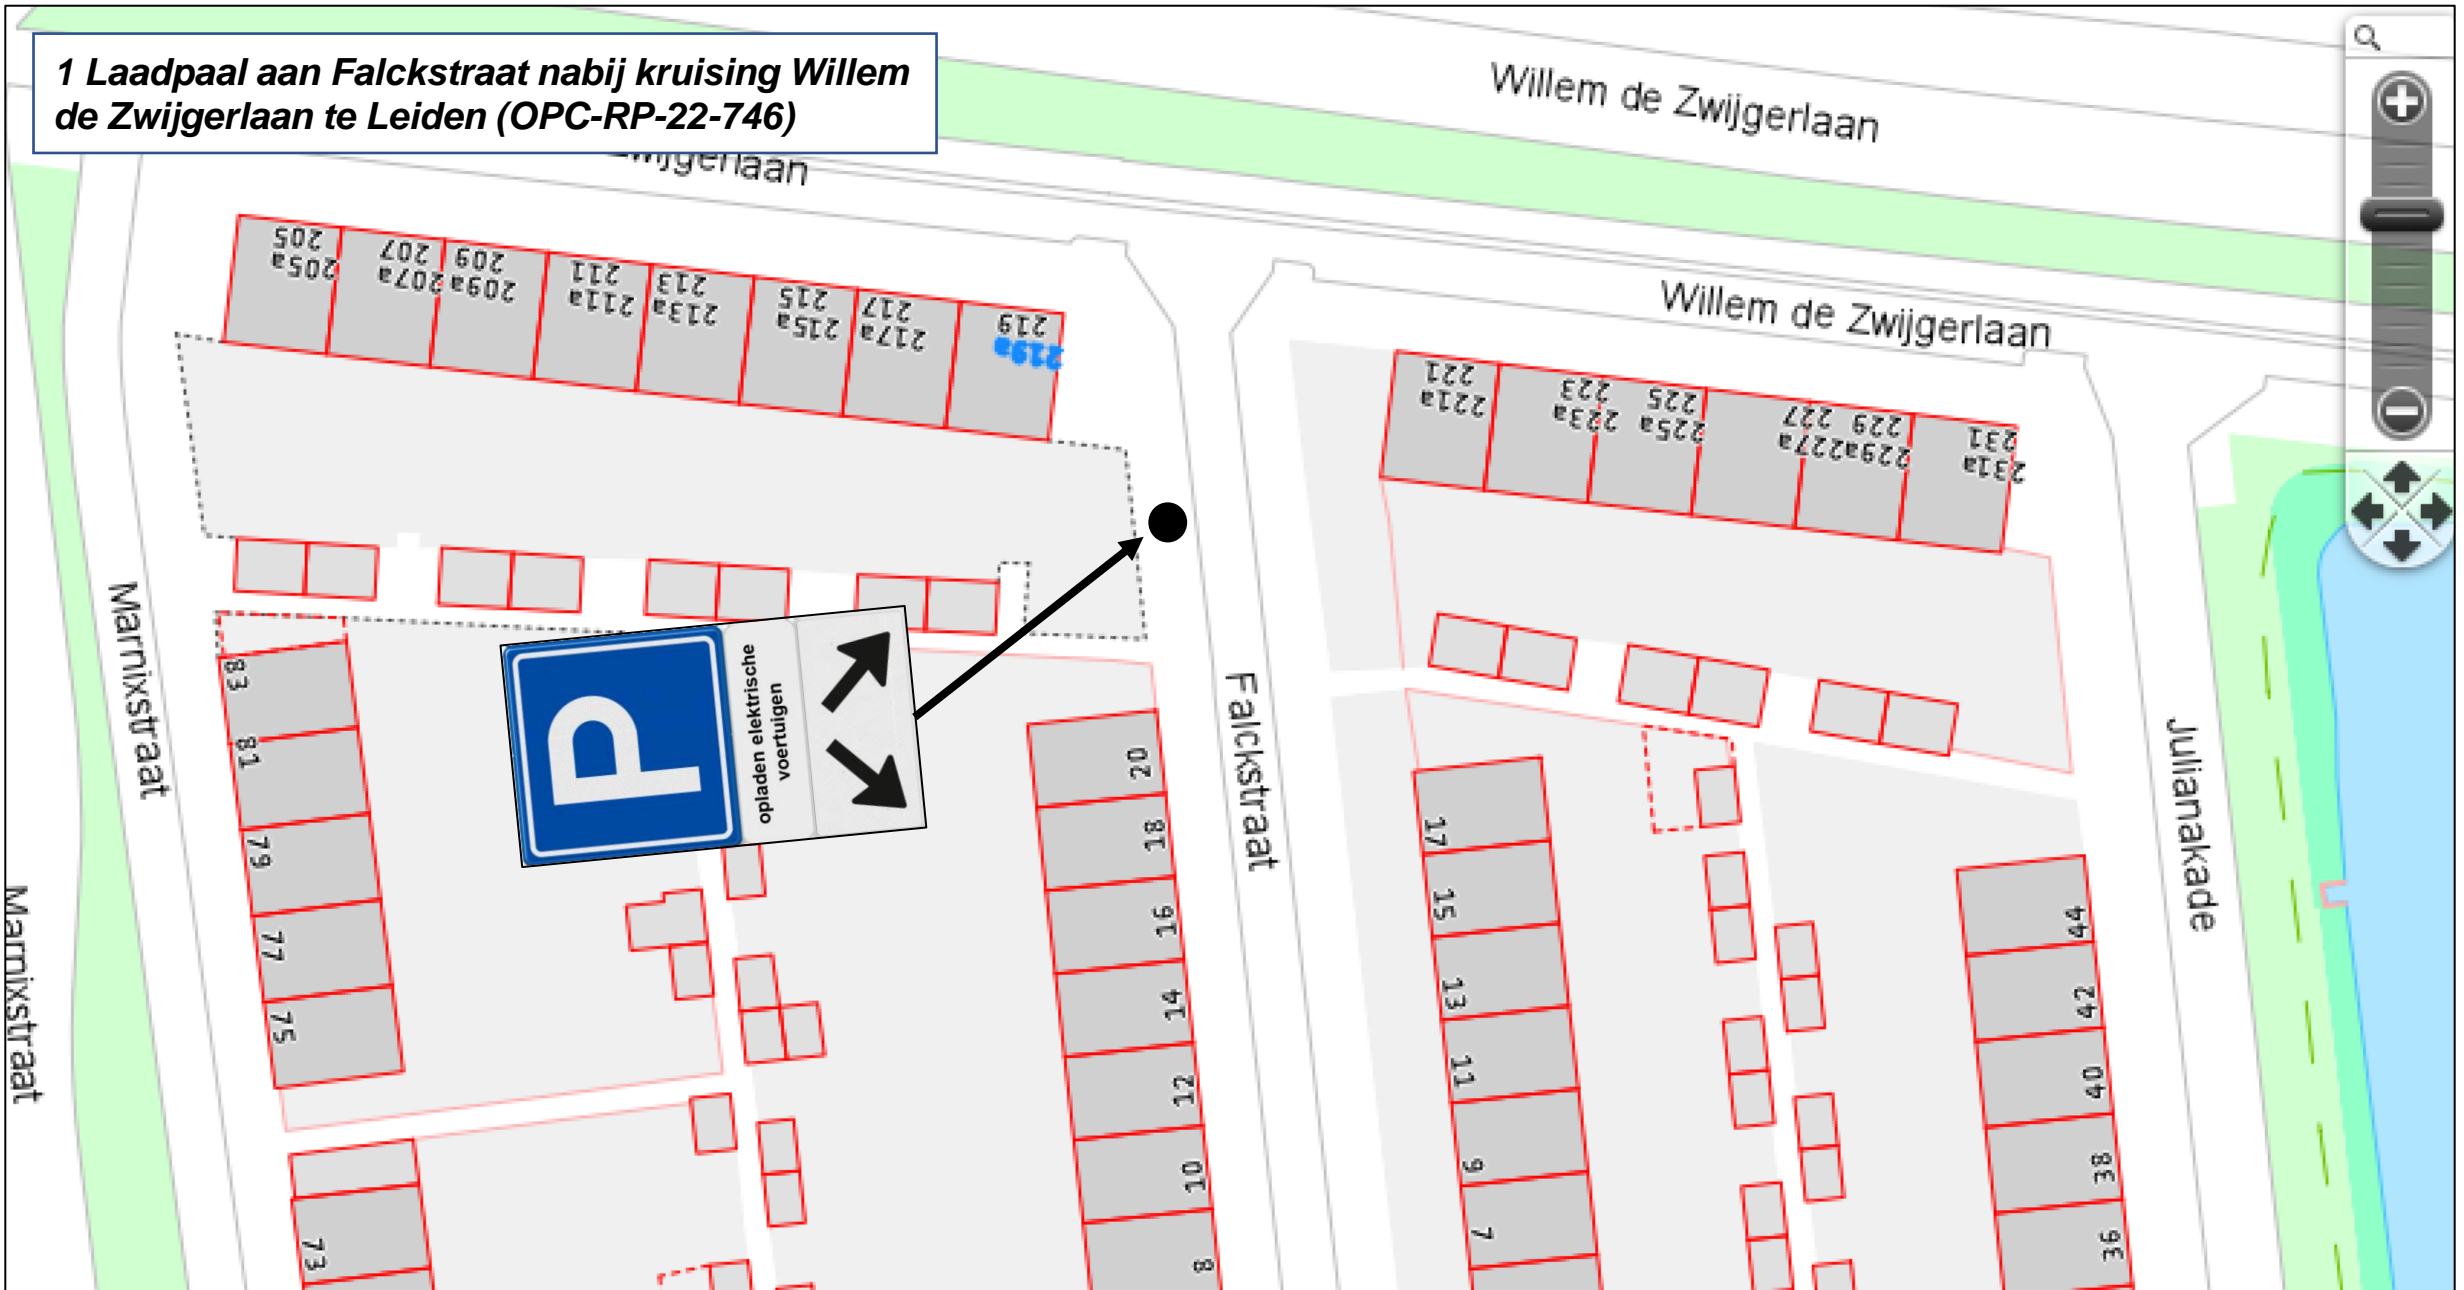 1 Laadpaal aan Falckstraat nabij kruising Willem
de Zwijgerlaan te Leiden (OPC-RP-22-746)
Willem de Zwijgerlaan
Zwijgerlaan
Willem de Zwijgerlaan
205
205a
207
207a
209
209a
211
211a
213
213a
215
215a
217
217a
219
219a
221
221a
223
223a
225
225a
227
227a
229
229a
231
231a
Marnixstraat
Marnixstraat
83
81
79
77
75
73
P
opladen elektrische
voertuigen
Falckstraat
20
18
16
14
12
10
8
17
15
13
11
9
7
Julianakade
44
42
40
38
36